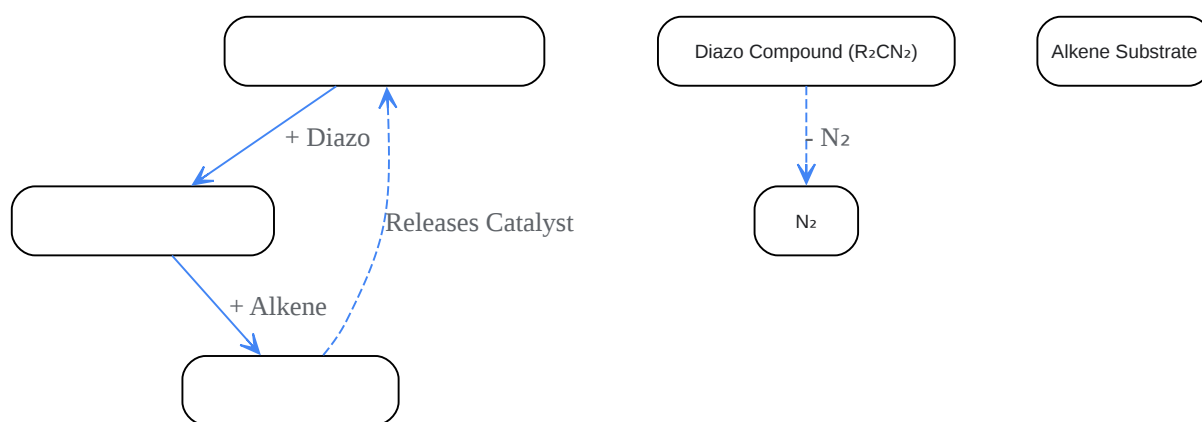 Diazo Compound (R₂CN₂)
Alkene Substrate
+ Diazo
- N₂
Releases Catalyst
N₂
+ Alkene